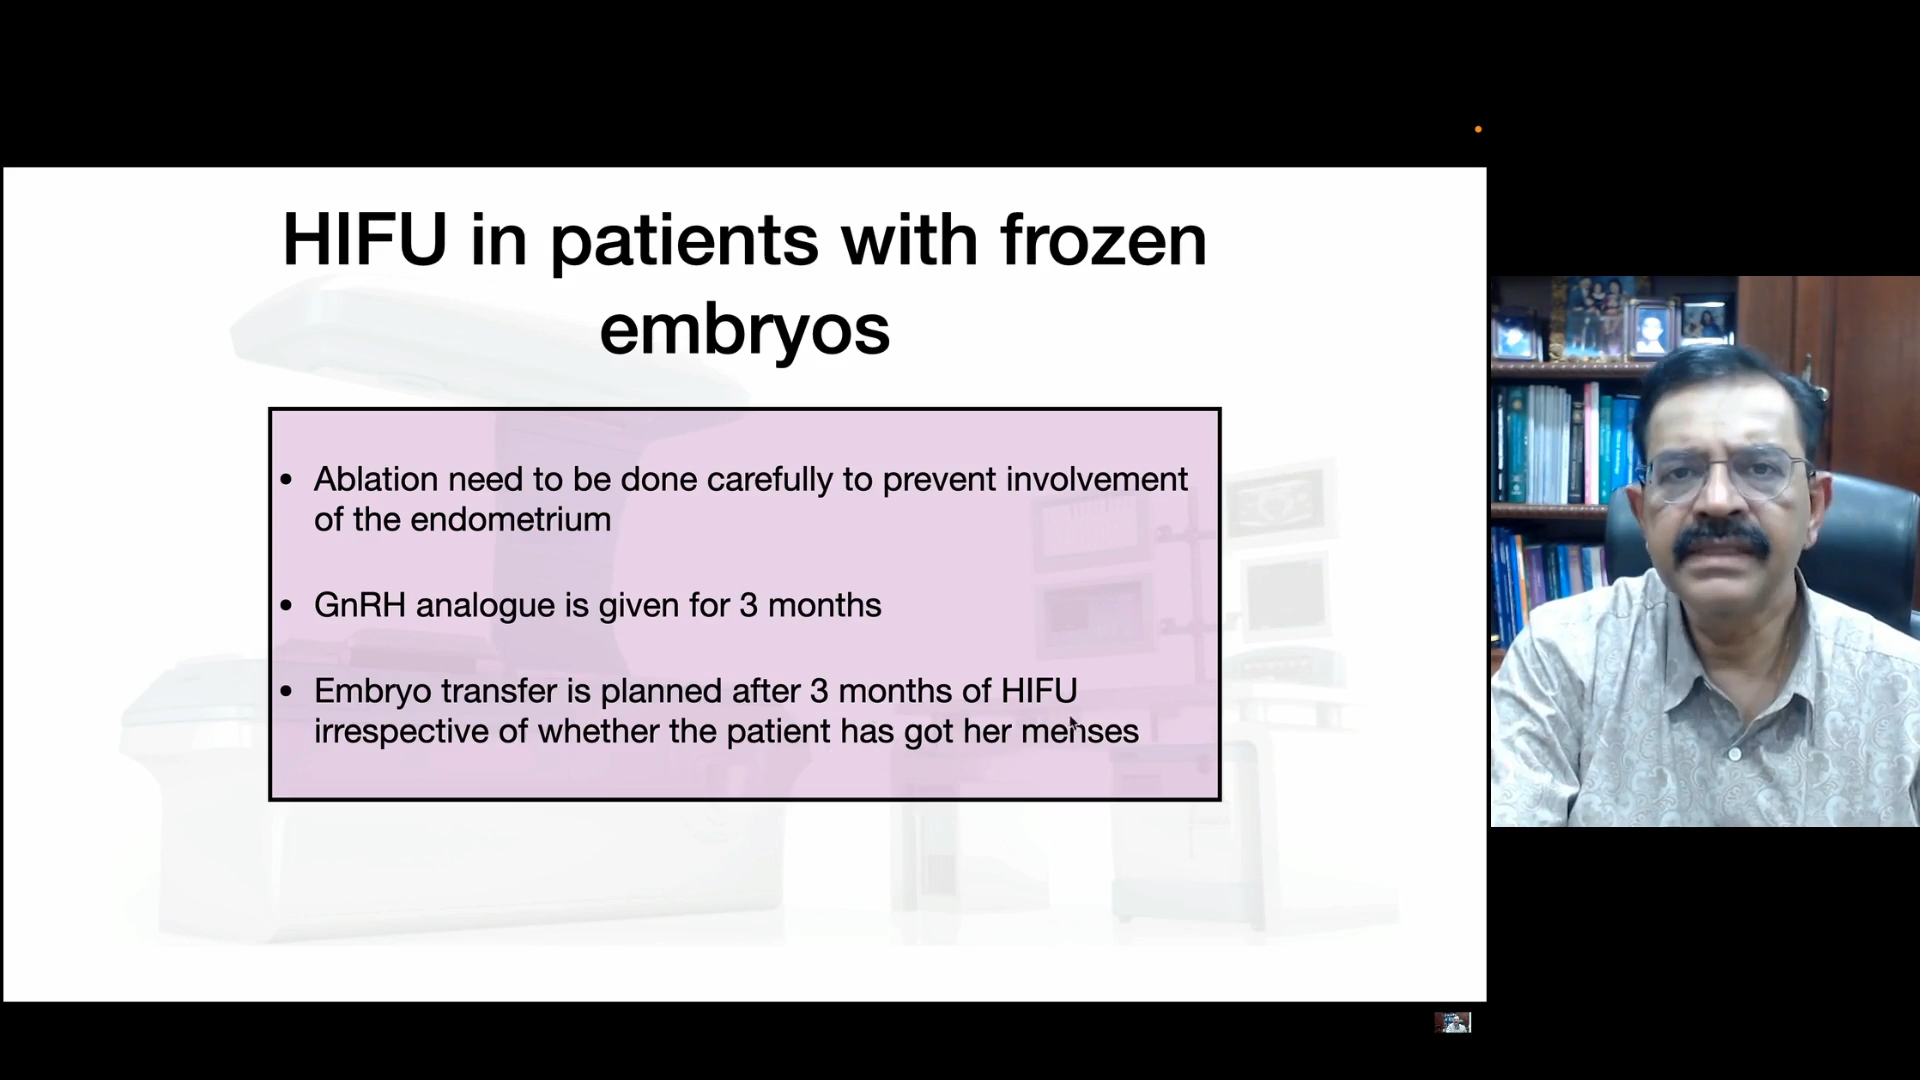 HIFU in patients with frozen
embryos
• Ablation need to be done carefully to prevent involvement
of the endometrium
• GnRH analogue is given for 3 months
• Embryo transfer is planned after 3 months of HIFU
irrespective of whether the patient has got her menses